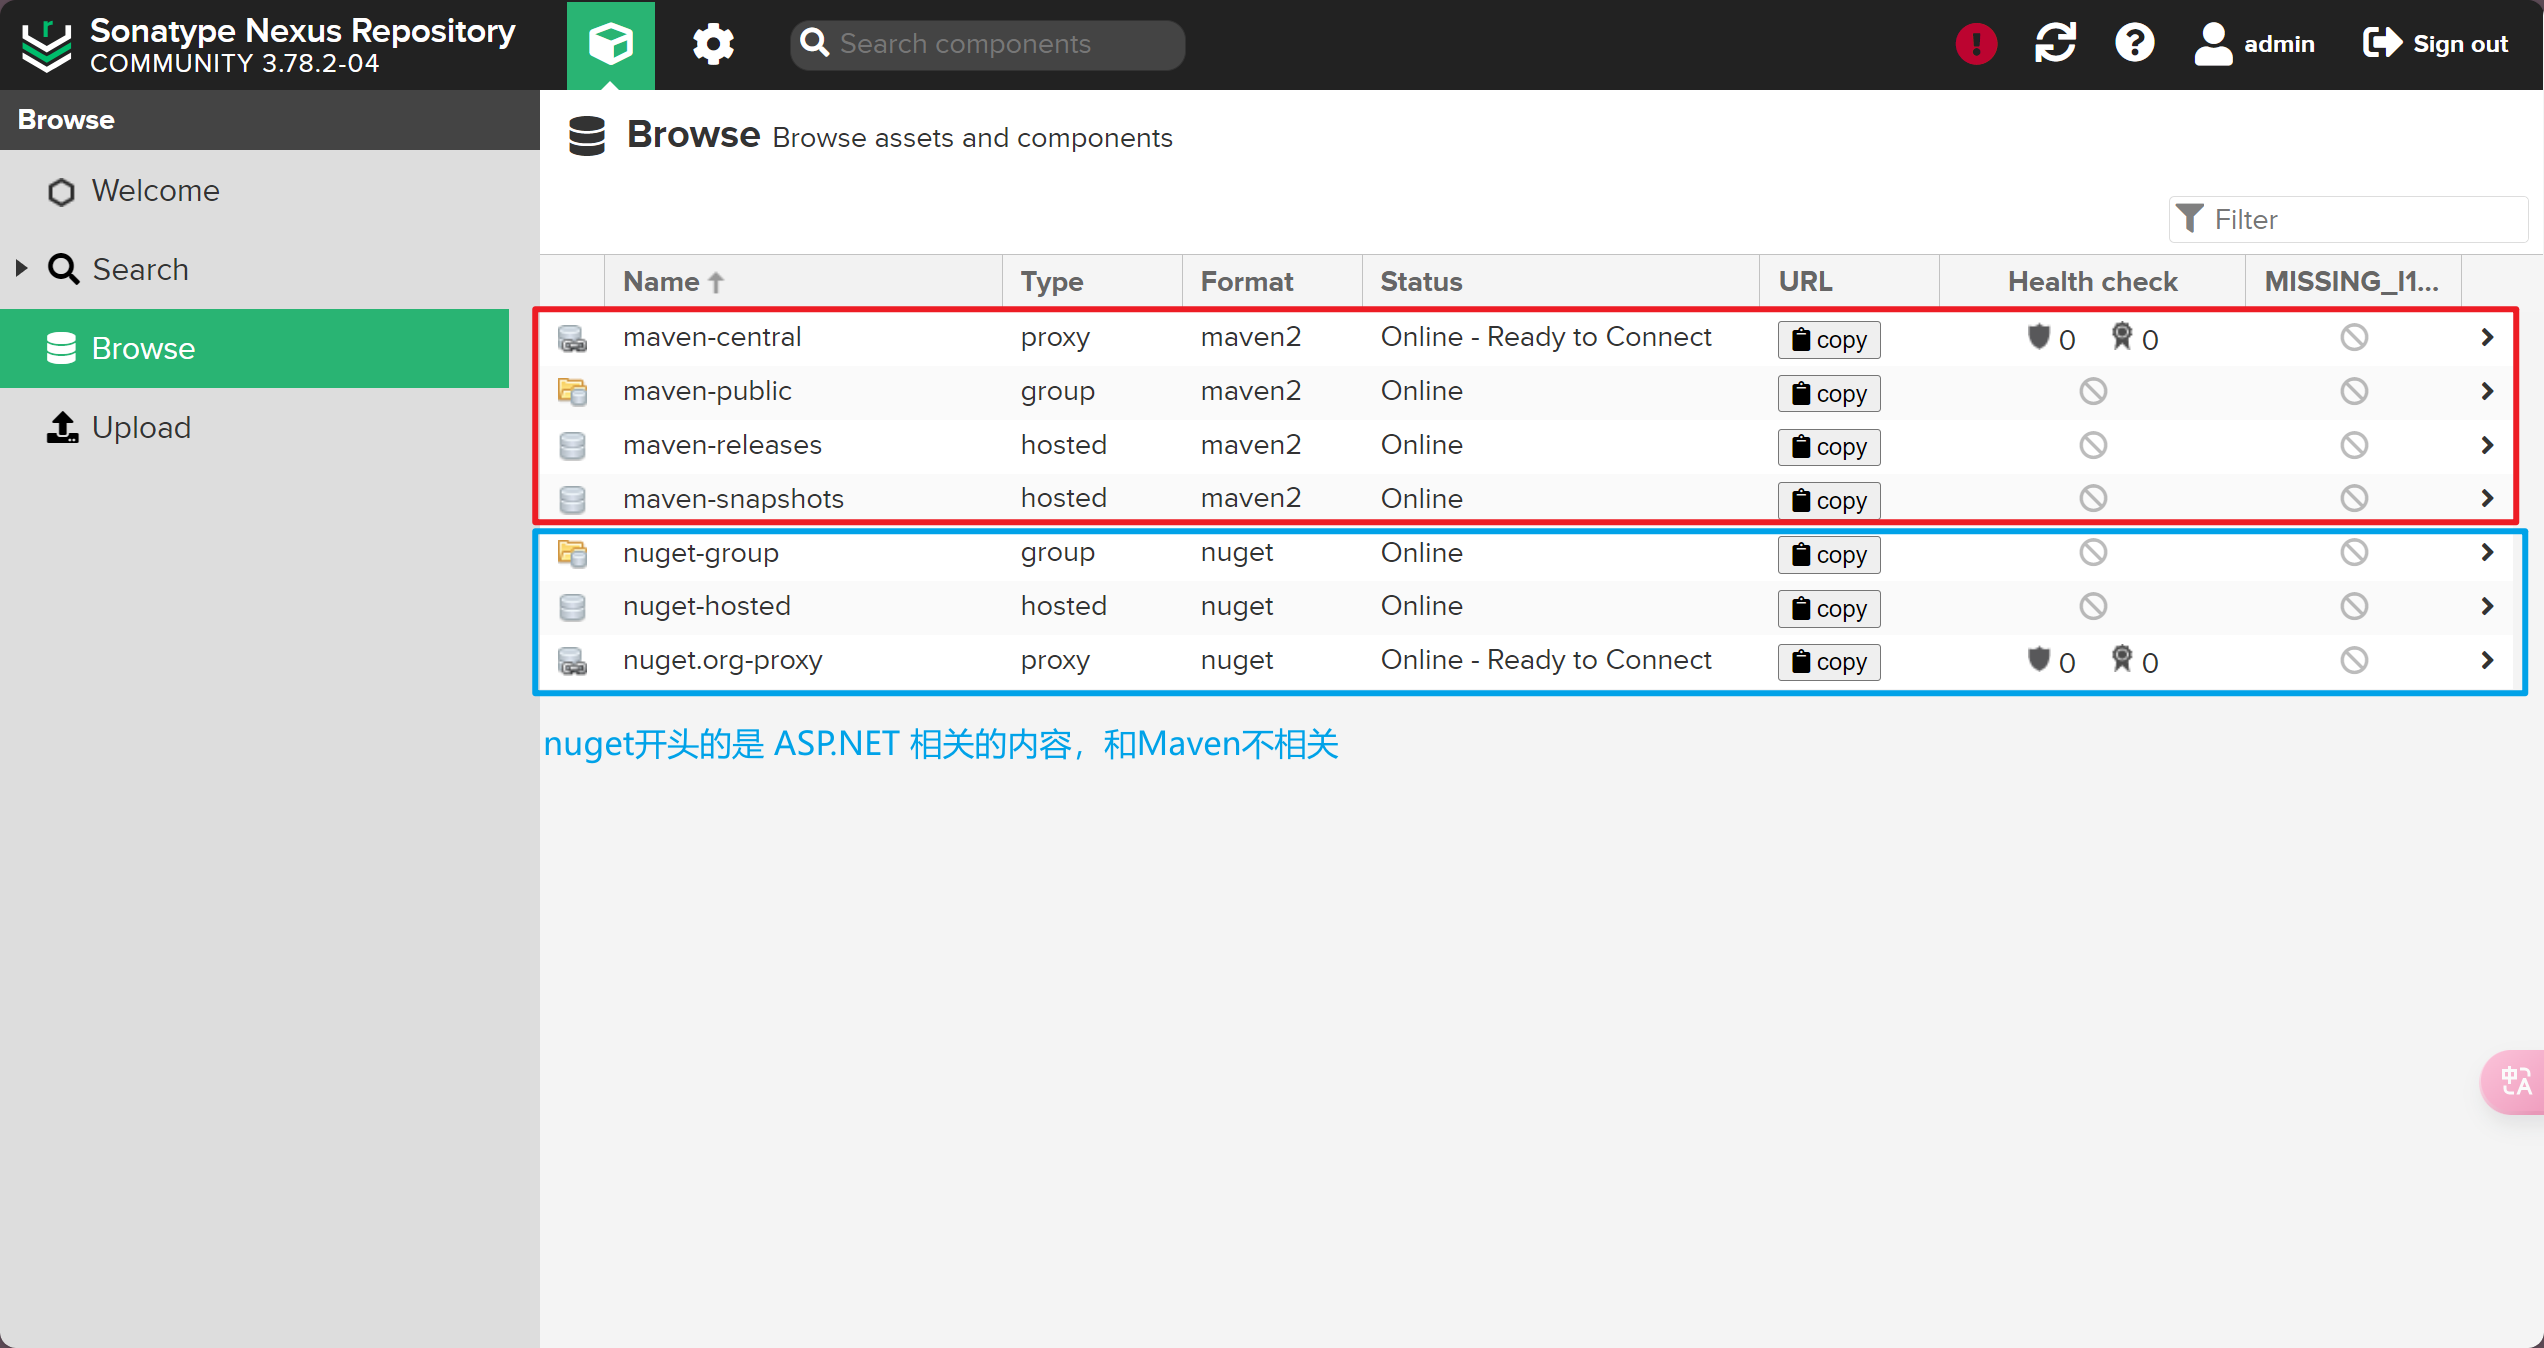 Sonatype Nexus Repository
COMMUNITY 3.78.2-04
Search components
admin
Sign out
Browse
Welcome
Search
Browse
Upload
Browse Browse assets and components
Filter
Name Type Format Status URL Health check MISSING_I1...
maven-central proxy maven2 Online - Ready to Connect copy 0 0
maven-public group maven2 Online copy
maven-releases hosted maven2 Online copy
maven-snapshots hosted maven2 Online copy
nuget-group group nuget Online copy
nuget-hosted hosted nuget Online copy
nuget.org-proxy proxy nuget Online - Ready to Connect copy 0 0
nuget开头的是 ASP.NET 相关的内容，和Maven不相关
中A